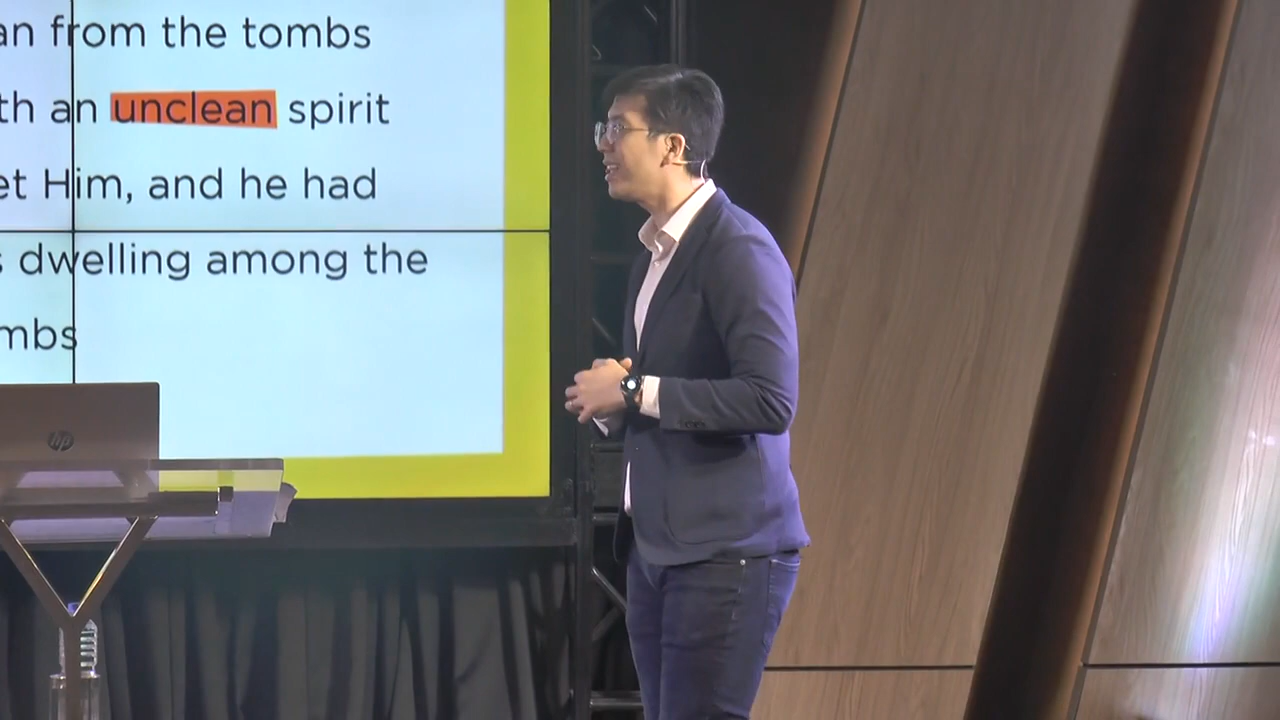 an from the tombs
th an unclean spirit
et Him, and he had
s dwelling among the
mbs
hp